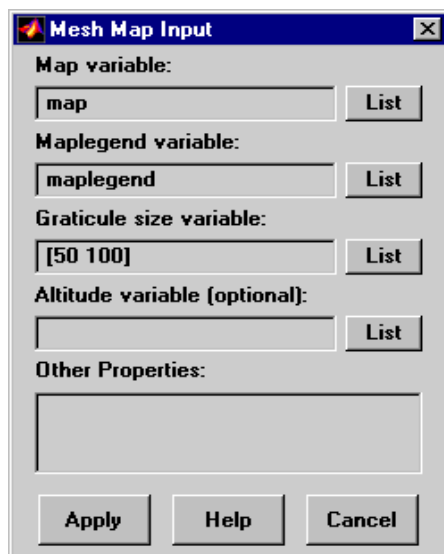 Mesh Map Input
Map variable:
map List
Maplegend variable:
maplegend List
Graticule size variable:
[50 100] List
Altitude variable (optional):
List
Other Properties:
Apply Help Cancel